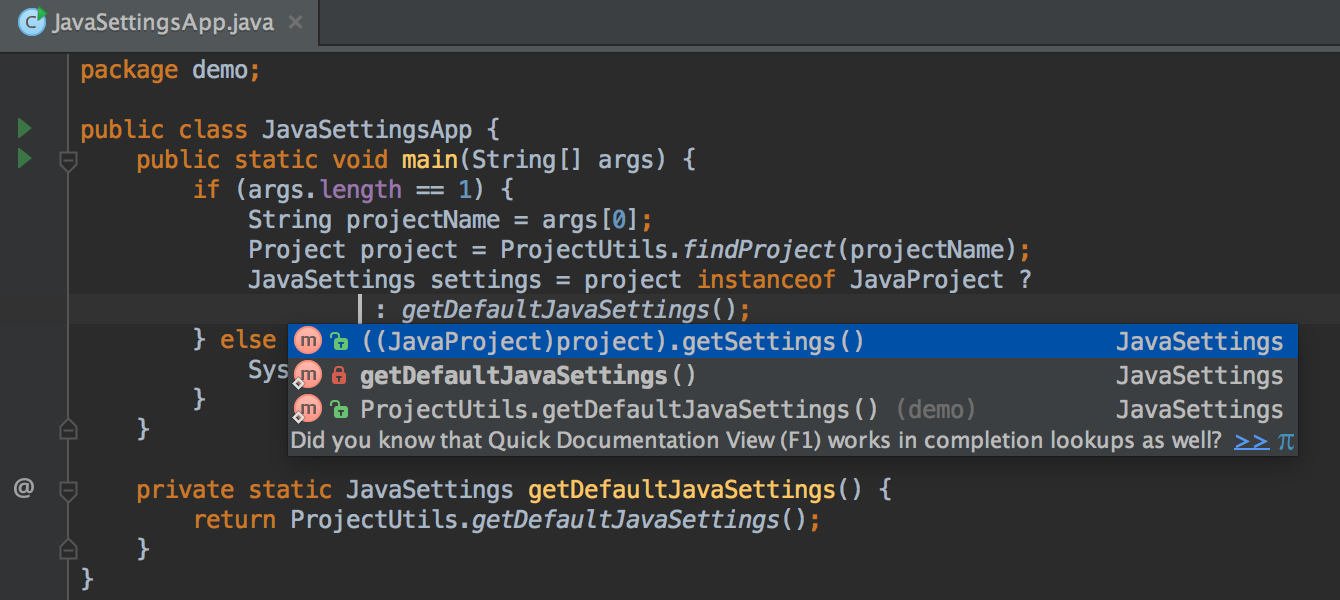 JavaSettingsApp.java
package demo;
public class JavaSettingsApp {
public static void main(String[] args) {
if (args.length == 1) {
String projectName = args[0];
Project project = ProjectUtils.findProject(projectName);
JavaSettings settings = project instanceof JavaProject ?
: getDefaultJavaSettings();
} else
((JavaProject)project).getSettings() JavaSettings
Sys
getDefaultJavaSettings() JavaSettings
}
ProjectUtils.getDefaultJavaSettings() (demo) JavaSettings
}
Did you know that Quick Documentation View (F1) works in completion lookups as well? >> π
@ private static JavaSettings getDefaultJavaSettings() {
return ProjectUtils.getDefaultJavaSettings();
}
}